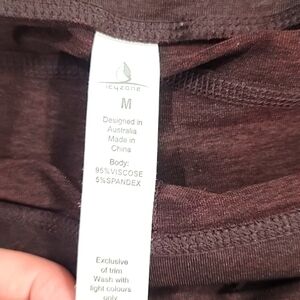 icyzone
M
Designed in
Australia
Made in
China
Body:
95%VISCOSE
5%SPANDEX
Exclusive
of trim
Wash with
light colours
only